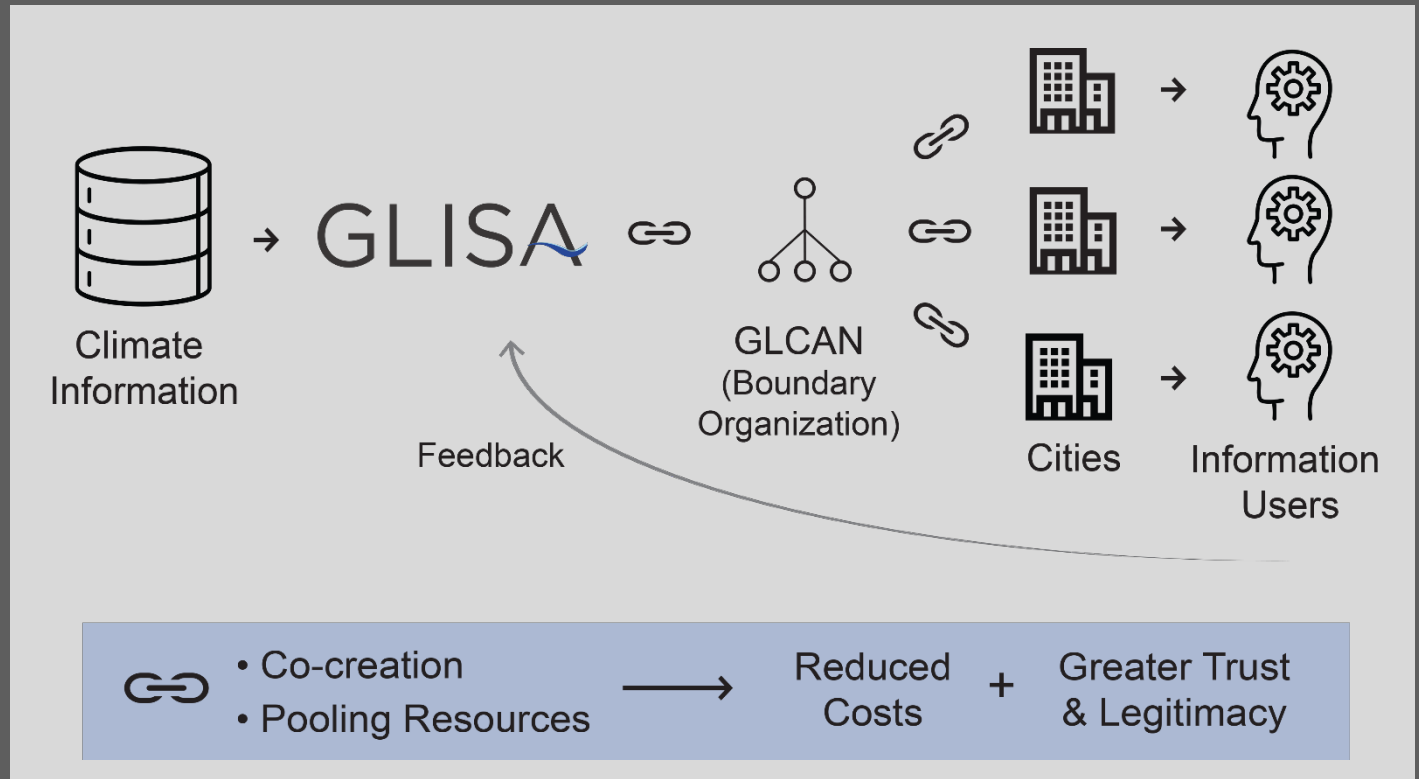 Climate
Information
GLISA
GLCAN
(Boundary
Organization)
Cities
Information
Users
Feedback
• Co-creation
• Pooling Resources
Reduced
Costs
+
Greater Trust
& Legitimacy